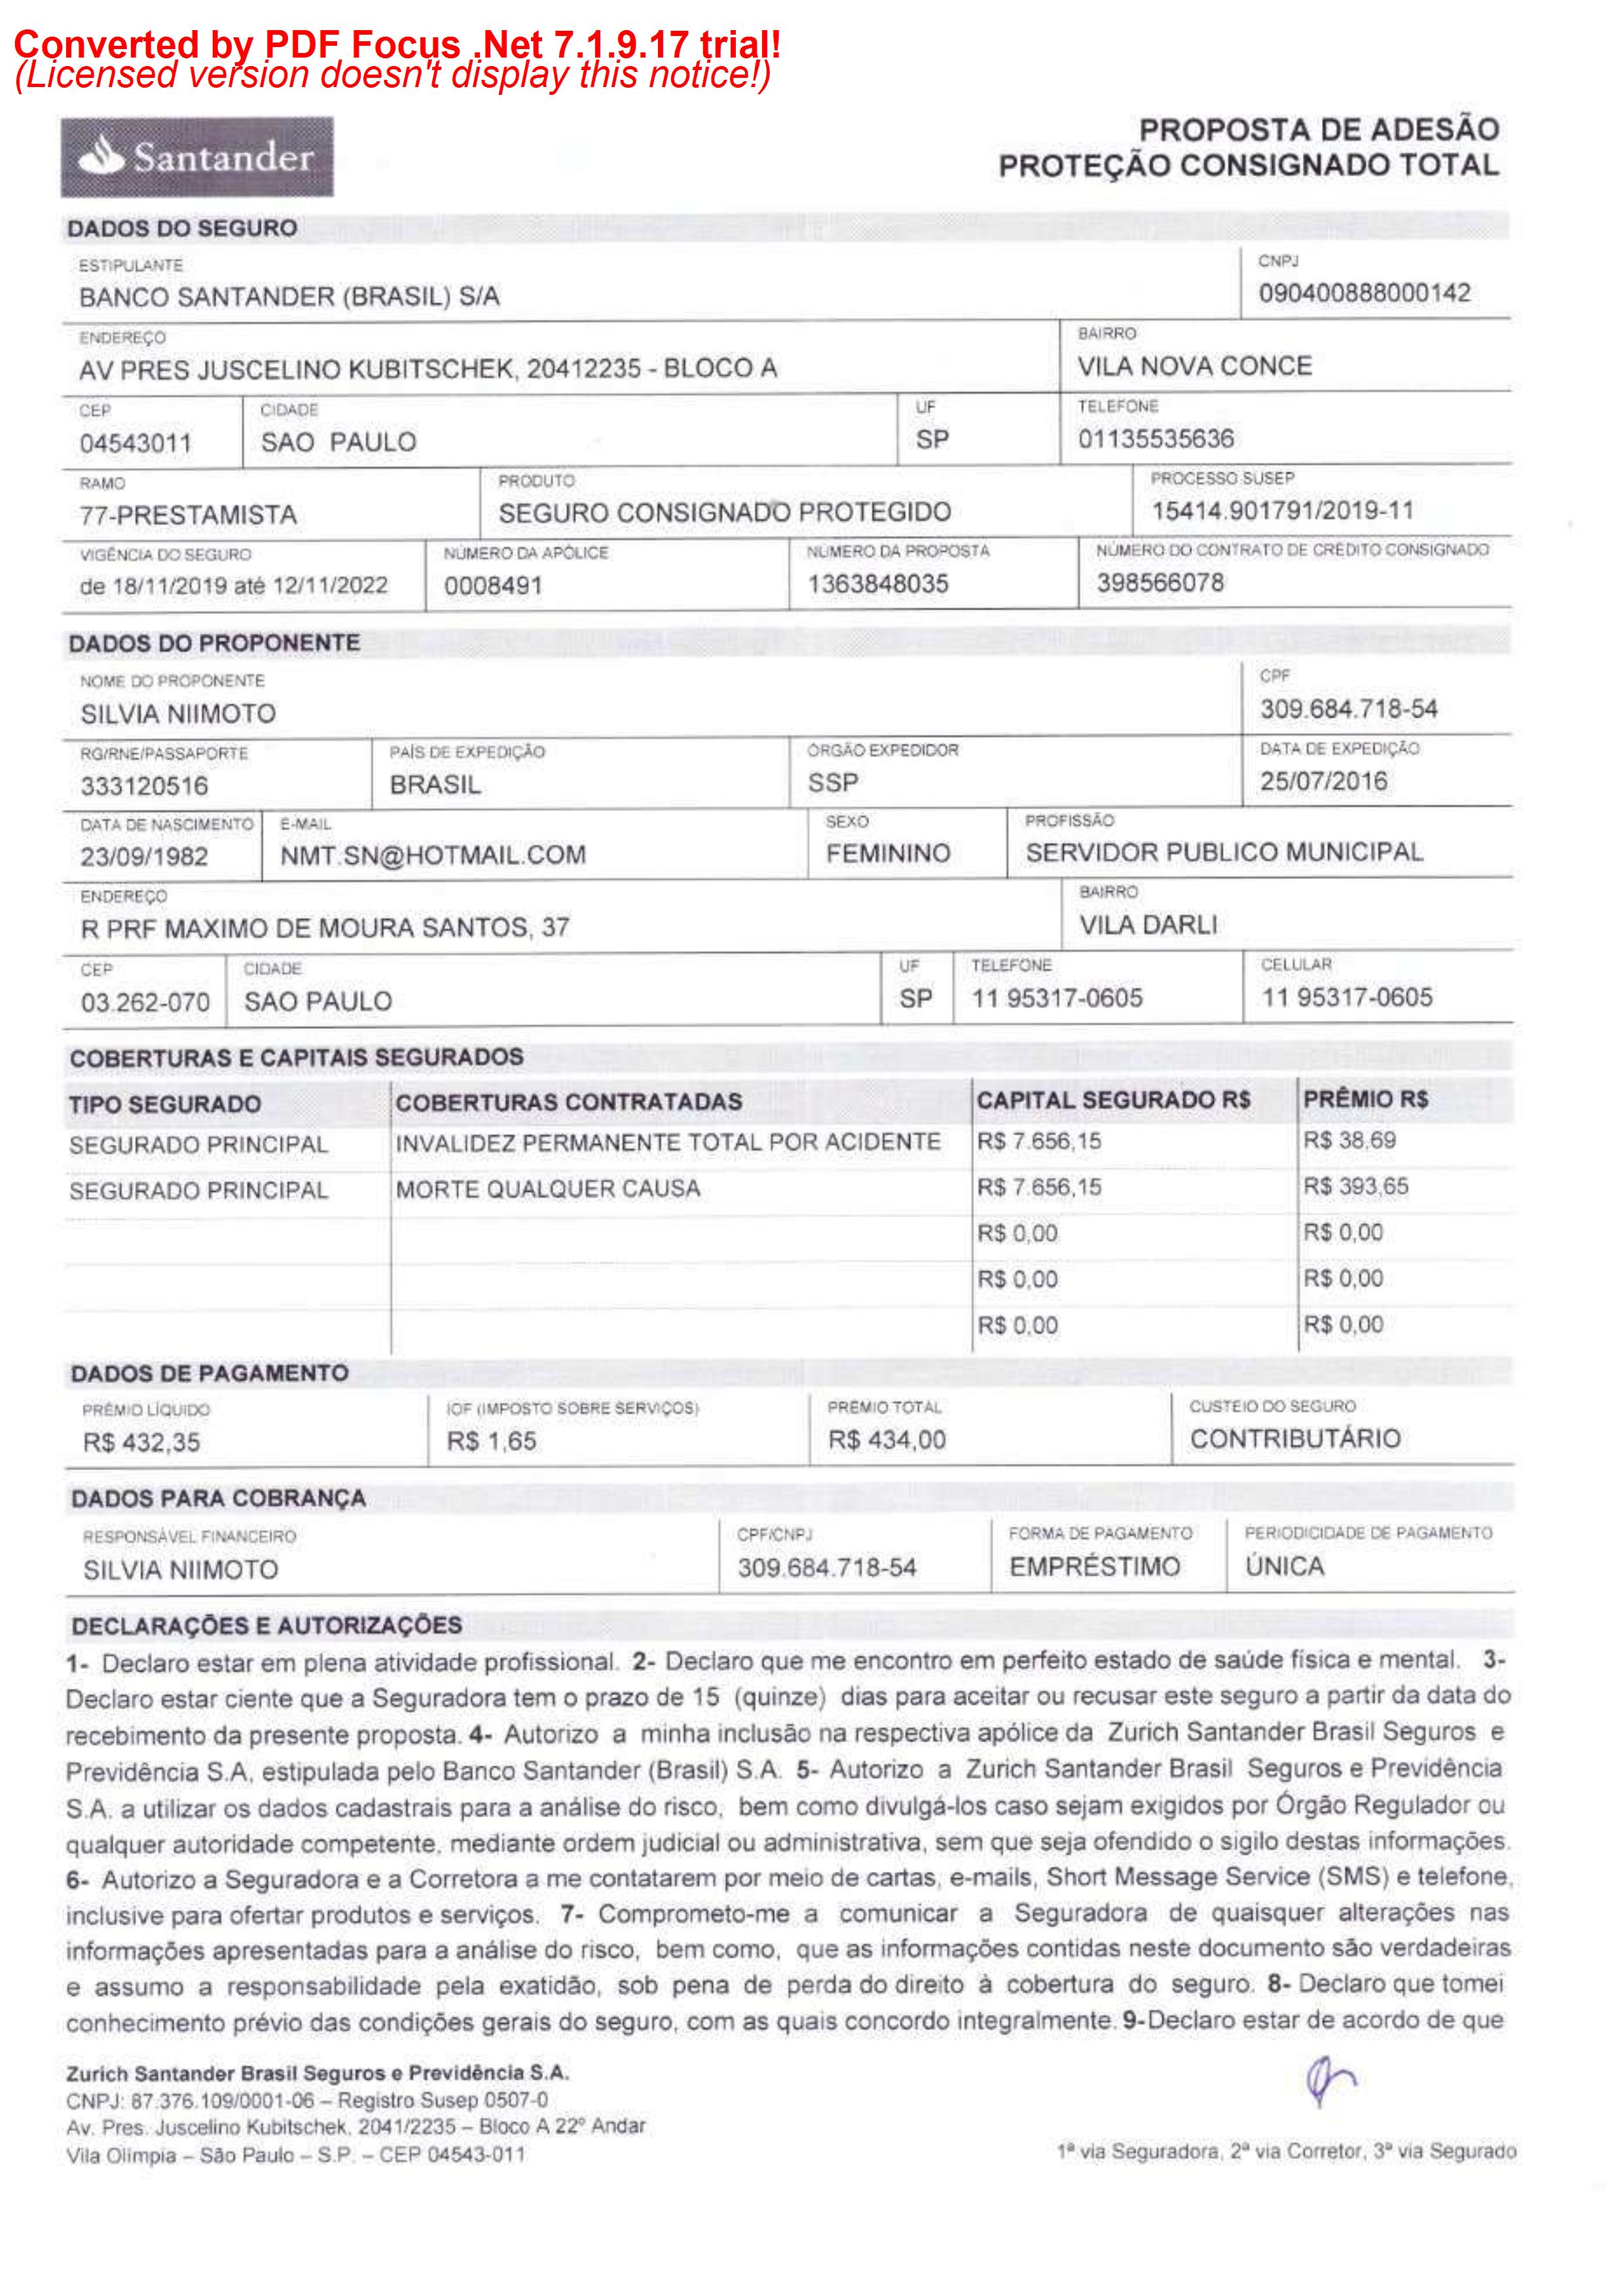 Converted by PDF Focus .Net 7.1.9.17 trial!
(Licensed version doesn't display this notice!)
Santander
PROPOSTA DE ADESÃO
PROTEÇÃO CONSIGNADO TOTAL
DADOS DO SEGURO
ESTIPULANTE CNPJ
BANCO SANTANDER (BRASIL) S/A 090400888000142
ENDEREÇO BAIRRO
AV PRES JUSCELINO KUBITSCHEK, 20412235 - BLOCO A VILA NOVA CONCE
CEP CIDADE UF TELEFONE
04543011 SAO PAULO SP 01135535636
RAMO PRODUTO PROCESSO SUSEP
77-PRESTAMISTA SEGURO CONSIGNADO PROTEGIDO 15414.901791/2019-11
VIGÊNCIA DO SEGURO NÚMERO DA APÓLICE NÚMERO DA PROPOSTA NÚMERO DO CONTRATO DE CRÉDITO CONSIGNADO
de 18/11/2019 até 12/11/2022 0008491 1363848035 398566078
DADOS DO PROPONENTE
NOME DO PROPONENTE CPF
SILVIA NIIMOTO 309.684.718-54
RG/RNE/PASSAPORTE PAÍS DE EXPEDIÇÃO ÓRGÃO EXPEDIDOR DATA DE EXPEDIÇÃO
333120516 BRASIL SSP 25/07/2016
DATA DE NASCIMENTO E-MAIL SEXO PROFISSÃO
23/09/1982 NMT.SN@HOTMAIL.COM FEMININO SERVIDOR PUBLICO MUNICIPAL
ENDEREÇO BAIRRO
R PRF MAXIMO DE MOURA SANTOS, 37 VILA DARLI
CEP CIDADE UF TELEFONE CELULAR
03.262-070 SAO PAULO SP 11 95317-0605 11 95317-0605
COBERTURAS E CAPITAIS SEGURADOS
TIPO SEGURADO COBERTURAS CONTRATADAS CAPITAL SEGURADO R$ PRÊMIO R$
SEGURADO PRINCIPAL INVALIDEZ PERMANENTE TOTAL POR ACIDENTE R$ 7.656,15 R$ 38,69
SEGURADO PRINCIPAL MORTE QUALQUER CAUSA R$ 7.656,15 R$ 393,65
R$ 0,00 R$ 0,00
R$ 0,00 R$ 0,00
R$ 0,00 R$ 0,00
DADOS DE PAGAMENTO
PRÊMIO LÍQUIDO IOF (IMPOSTO SOBRE SERVIÇOS) PRÊMIO TOTAL CUSTEIO DO SEGURO
R$ 432,35 R$ 1,65 R$ 434,00 CONTRIBUTÁRIO
DADOS PARA COBRANÇA
RESPONSÁVEL FINANCEIRO CPF/CNPJ FORMA DE PAGAMENTO PERIODICIDADE DE PAGAMENTO
SILVIA NIIMOTO 309.684.718-54 EMPRÉSTIMO ÚNICA
DECLARAÇÕES E AUTORIZAÇÕES
1- Declaro estar em plena atividade profissional. 2- Declaro que me encontro em perfeito estado de saúde física e mental. 3-
Declaro estar ciente que a Seguradora tem o prazo de 15 (quinze) dias para aceitar ou recusar este seguro a partir da data do
recebimento da presente proposta. 4- Autorizo a minha inclusão na respectiva apólice da Zurich Santander Brasil Seguros e
Previdência S.A, estipulada pelo Banco Santander (Brasil) S.A. 5- Autorizo a Zurich Santander Brasil Seguros e Previdência
S.A. a utilizar os dados cadastrais para a análise do risco, bem como divulgá-los caso sejam exigidos por Órgão Regulador ou
qualquer autoridade competente, mediante ordem judicial ou administrativa, sem que seja ofendido o sigilo destas informações.
6- Autorizo a Seguradora e a Corretora a me contatarem por meio de cartas, e-mails, Short Message Service (SMS) e telefone,
inclusive para ofertar produtos e serviços. 7- Comprometo-me a comunicar a Seguradora de quaisquer alterações nas
informações apresentadas para a análise do risco, bem como, que as informações contidas neste documento são verdadeiras
e assumo a responsabilidade pela exatidão, sob pena de perda do direito à cobertura do seguro. 8- Declaro que tomei
conhecimento prévio das condições gerais do seguro, com as quais concordo integralmente. 9-Declaro estar de acordo de que
Zurich Santander Brasil Seguros e Previdência S.A.
CNPJ: 87.376.109/0001-06 – Registro Susep 0507-0
Av. Pres. Juscelino Kubitschek, 2041/2235 – Bloco A 22º Andar
Vila Olímpia – São Paulo – S.P. – CEP 04543-011
1ª via Seguradora, 2ª via Corretor, 3ª via Segurado